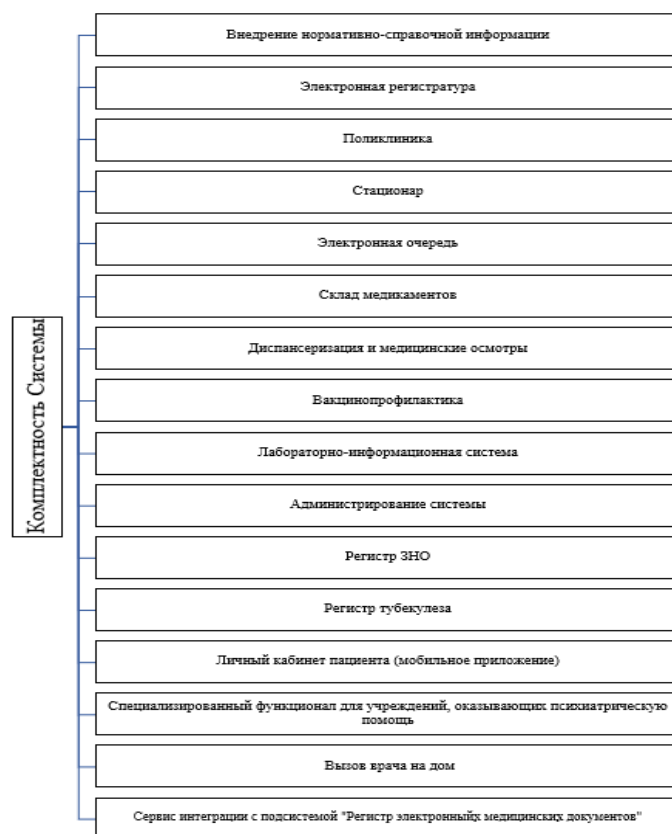 Комплектность Системы
Внедрение нормативно-справочной информации
Электронная регистратура
Поликлиника
Стационар
Электронная очередь
Склад медикаментов
Диспансеризация и медицинские осмотры
Вакцинопрофилактика
Лабораторно-информационная система
Администрирование системы
Регистр ЗНО
Регистр тубекулеза
Личный кабинет пациента (мобильное приложение)
Специализированный функционал для учреждений, оказывающих психиатрическую
помощь
Вызов врача на дом
Сервис интеграции с подсистемой "Регистр электронныйх медицинских документов"